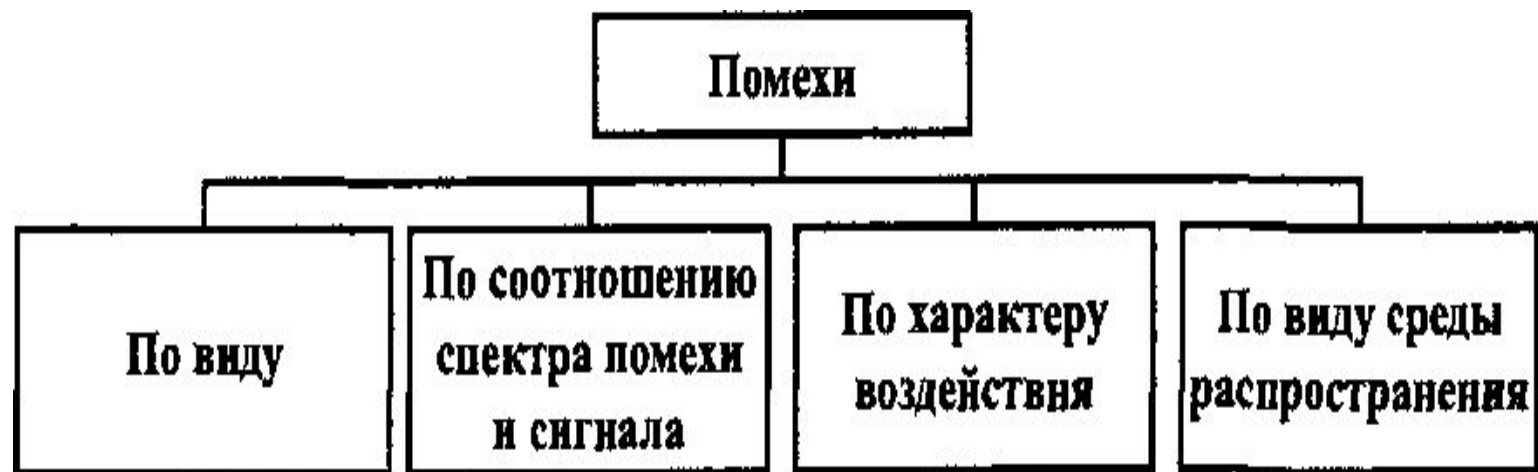 Помехи
По виду
По соотношению
спектра помехи
и сигнала
По характеру
воздействия
По виду среды
распространения